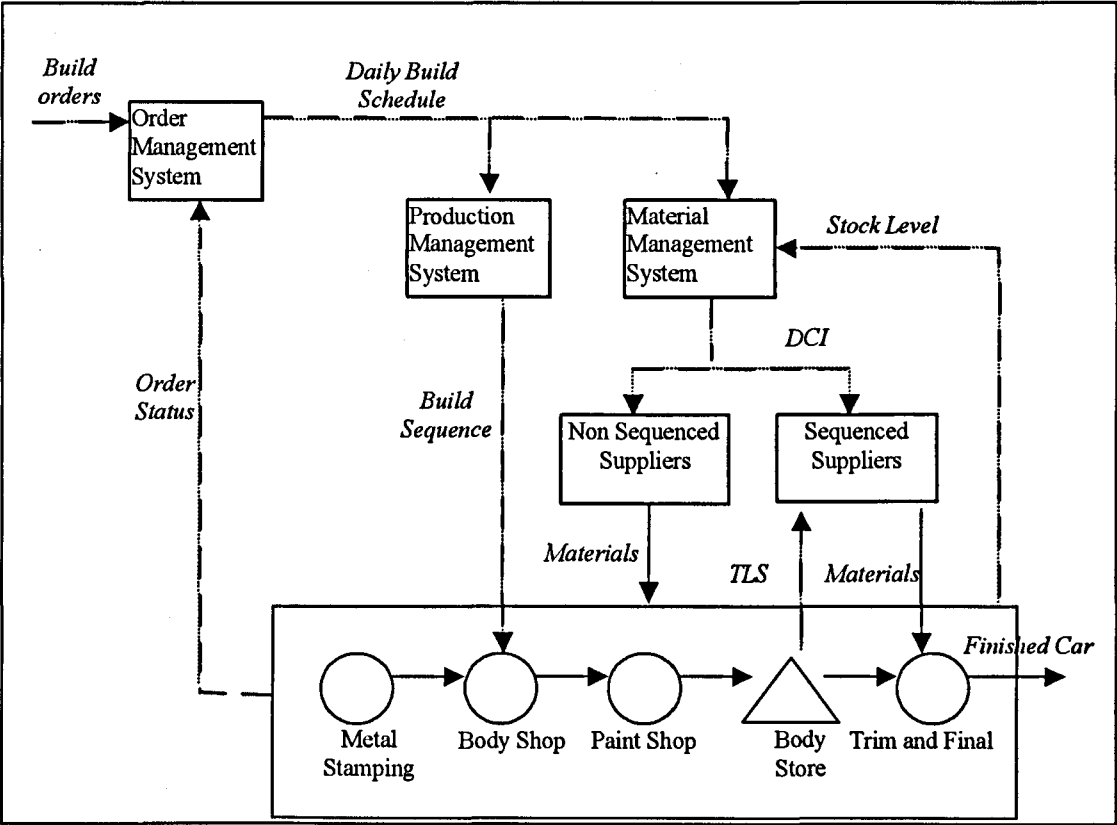 Build
orders
Daily Build
Schedule
Order
Management
System
Production
Management
System
Material
Management
System
Stock Level
DCI
Order
Status
Build
Sequence
Non Sequenced
Suppliers
Sequenced
Suppliers
Materials
TLS
Materials
Finished Car
Metal
Stamping
Body Shop
Paint Shop
Body
Store
Trim and Final